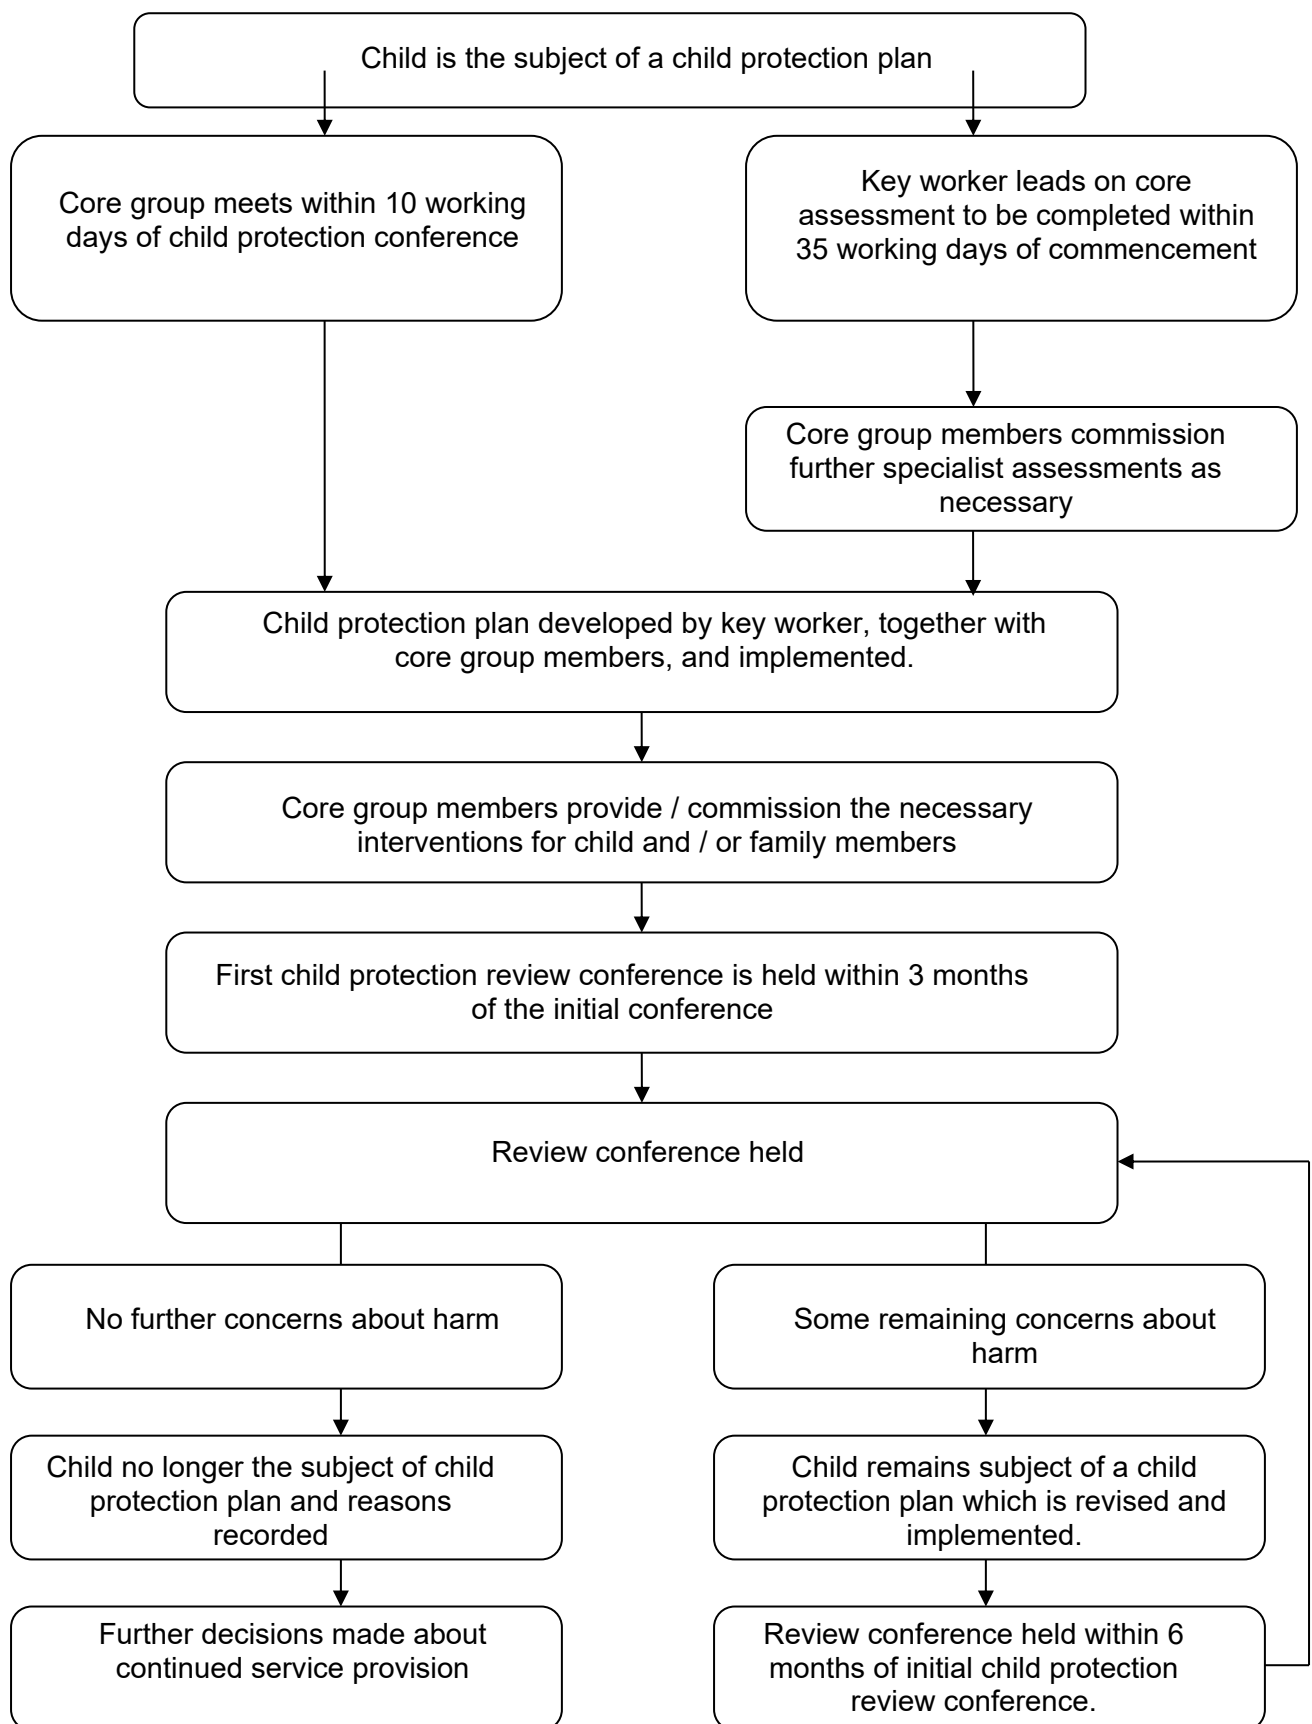 Child is the subject of a child protection plan
Core group meets within 10 working
days of child protection conference
Key worker leads on core
assessment to be completed within
35 working days of commencement
Core group members commission
further specialist assessments as
necessary
Child protection plan developed by key worker, together with
core group members, and implemented.
Core group members provide / commission the necessary
interventions for child and / or family members
First child protection review conference is held within 3 months
of the initial conference
Review conference held
No further concerns about harm
Some remaining concerns about
harm
Child no longer the subject of child
protection plan and reasons
recorded
Child remains subject of a child
protection plan which is revised and
implemented.
Further decisions made about
continued service provision
Review conference held within 6
months of initial child protection
review conference.